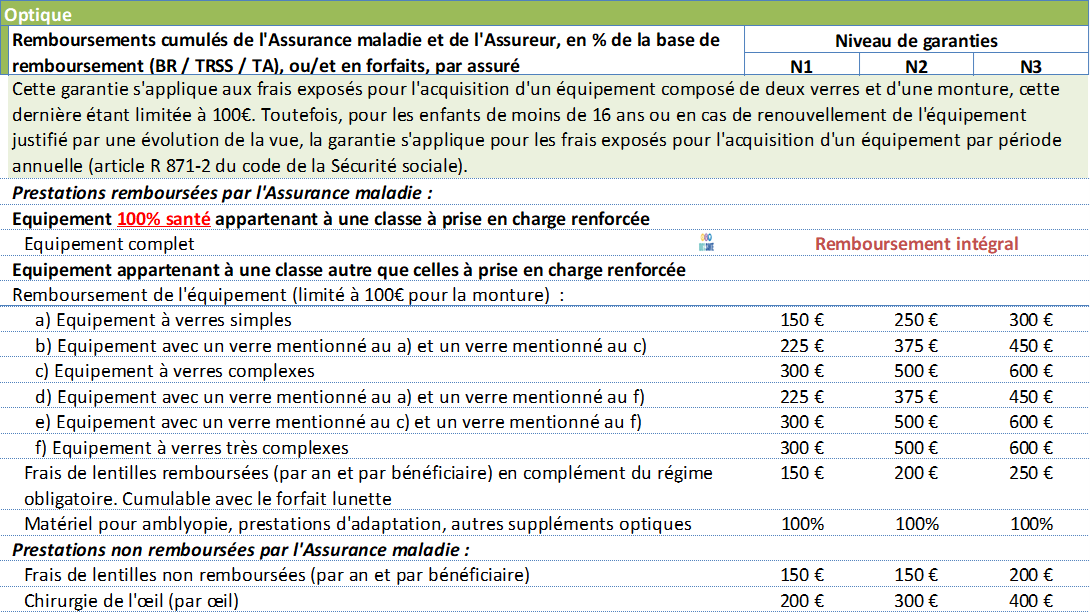 Optique
Remboursements cumulés de l'Assurance maladie et de l'Assureur, en % de la base de
remboursement (BR / TRSS / TA), ou/et en forfaits, par assuré
Niveau de garanties
N1 N2 N3
Cette garantie s'applique aux frais exposés pour l'acquisition d'un équipement composé de deux verres et d'une monture, cette
dernière étant limitée à 100€. Toutefois, pour les enfants de moins de 16 ans ou en cas de renouvellement de l'équipement
justifié par une évolution de la vue, la garantie s'applique pour les frais exposés pour l'acquisition d'un équipement par période
annuelle (article R 871-2 du code de la Sécurité sociale).
Prestations remboursées par l'Assurance maladie :
Equipement 100% santé appartenant à une classe à prise en charge renforcée
Equipement complet Remboursement intégral
Equipement appartenant à une classe autre que celles à prise en charge renforcée
Remboursement de l'équipement (limité à 100€ pour la monture) :
a) Equipement à verres simples 150 € 250 € 300 €
b) Equipement avec un verre mentionné au a) et un verre mentionné au c) 225 € 375 € 450 €
c) Equipement à verres complexes 300 € 500 € 600 €
d) Equipement avec un verre mentionné au a) et un verre mentionné au f) 225 € 375 € 450 €
e) Equipement avec un verre mentionné au c) et un verre mentionné au f) 300 € 500 € 600 €
f) Equipement à verres très complexes 300 € 500 € 600 €
Frais de lentilles remboursées (par an et par bénéficiaire) en complément du régime 150 € 200 € 250 €
obligatoire. Cumulable avec le forfait lunette
Matériel pour amblyopie, prestations d'adaptation, autres suppléments optiques 100% 100% 100%
Prestations non remboursées par l'Assurance maladie :
Frais de lentilles non remboursées (par an et par bénéficiaire) 150 € 150 € 200 €
Chirurgie de l'œil (par œil) 200 € 300 € 400 €